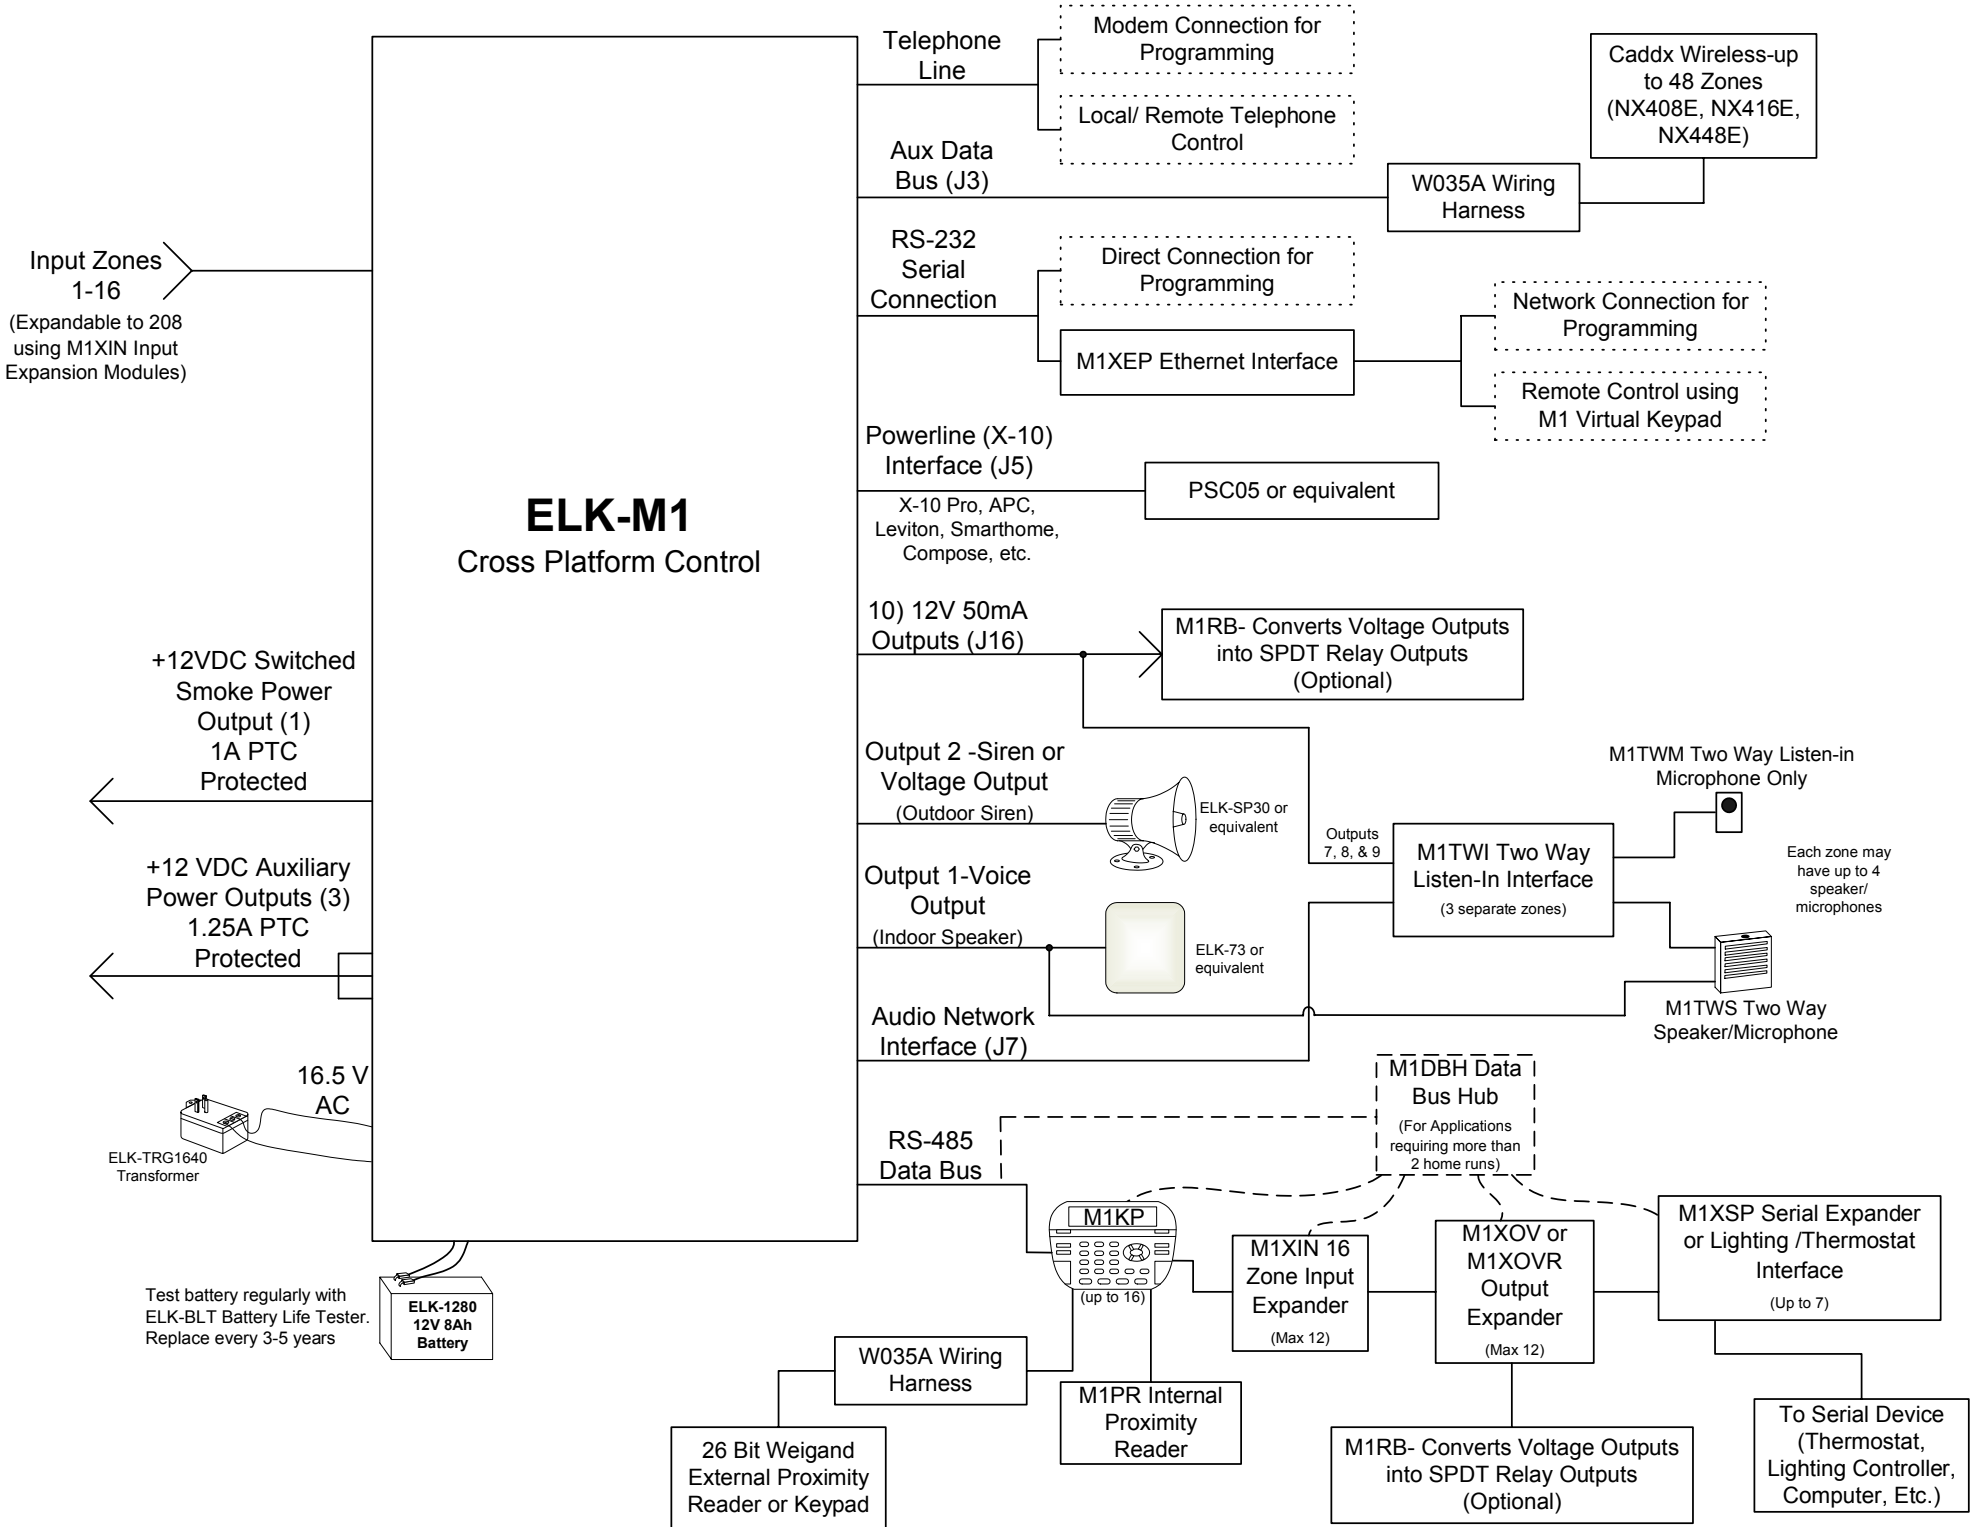 Telephone
Line
Modem Connection for
Programming
Local/ Remote Telephone
Control
Caddx Wireless-up
to 48 Zones
(NX408E, NX416E,
NX448E)
Aux Data
Bus (J3)
W035A Wiring
Harness
Input Zones
1-16
(Expandable to 208
using M1XIN Input
Expansion Modules)
RS-232
Serial
Connection
Direct Connection for
Programming
M1XEP Ethernet Interface
Network Connection for
Programming
Remote Control using
M1 Virtual Keypad
ELK-M1
Cross Platform Control
Powerline (X-10)
Interface (J5)
X-10 Pro, APC,
Leviton, Smarthome,
Compose, etc.
PSC05 or equivalent
10) 12V 50mA
Outputs (J16)
M1RB- Converts Voltage Outputs
into SPDT Relay Outputs
(Optional)
+12VDC Switched
Smoke Power
Output (1)
1A PTC
Protected
Output 2 -Siren or
Voltage Output
(Outdoor Siren)
ELK-SP30 or
equivalent
Outputs
7, 8, & 9
M1TWI Two Way
Listen-In Interface
(3 separate zones)
M1TWM Two Way Listen-in
Microphone Only
Each zone may
have up to 4
speaker/
microphones
+12 VDC Auxiliary
Power Outputs (3)
1.25A PTC
Protected
Output 1-Voice
Output
(Indoor Speaker)
ELK-73 or
equivalent
M1TWS Two Way
Speaker/Microphone
Audio Network
Interface (J7)
16.5 V
AC
ELK-TRG1640
Transformer
M1DBH Data
Bus Hub
(For Applications
requiring more than
2 home runs)
RS-485
Data Bus
M1KP
(up to 16)
M1XIN 16
Zone Input
Expander
(Max 12)
M1XOV or
M1XOVR
Output
Expander
(Max 12)
M1XSP Serial Expander
or Lighting /Thermostat
Interface
(Up to 7)
Test battery regularly with
ELK-BLT Battery Life Tester.
Replace every 3-5 years
ELK-1280
12V 8Ah
Battery
W035A Wiring
Harness
M1PR Internal
Proximity
Reader
26 Bit Weigand
External Proximity
Reader or Keypad
M1RB- Converts Voltage Outputs
into SPDT Relay Outputs
(Optional)
To Serial Device
(Thermostat,
Lighting Controller,
Computer, Etc.)